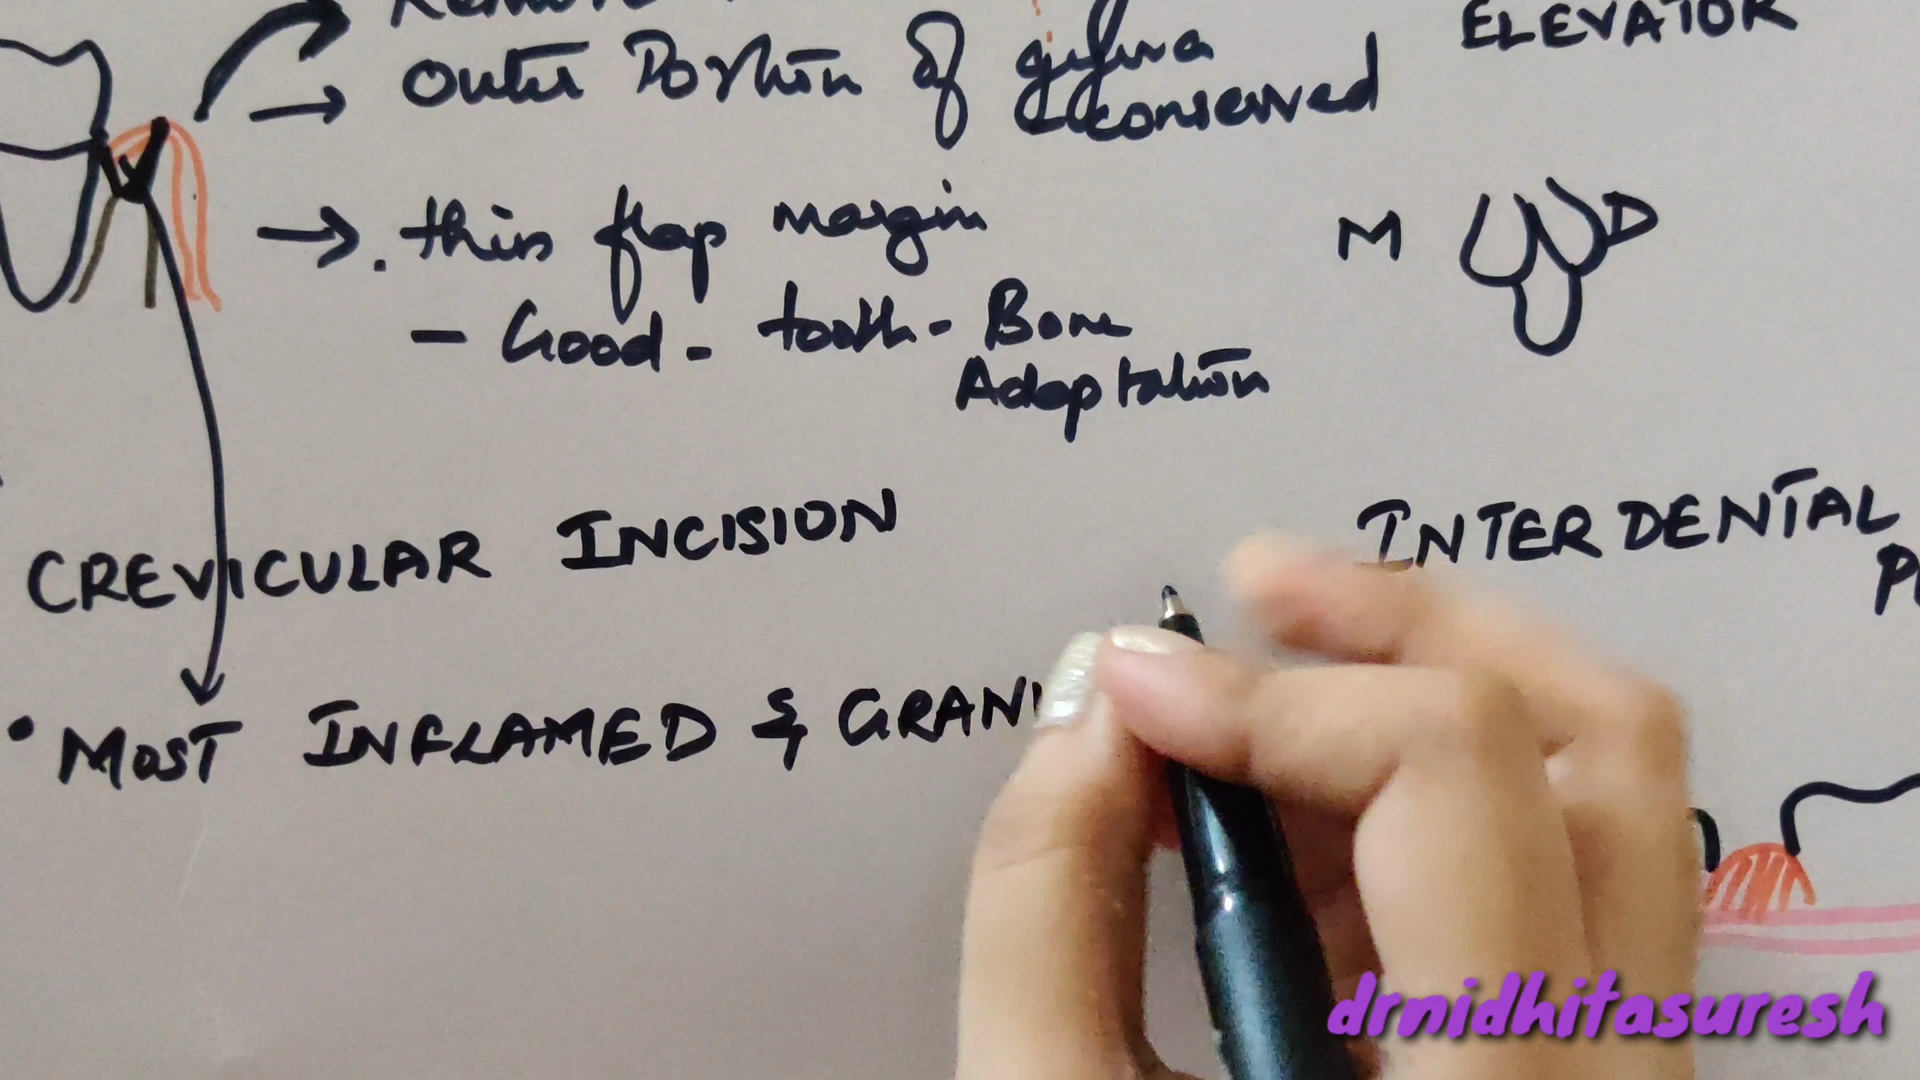 ELEVATOR
Outer Portion of
conserved
→ . thin flap margin
M D
- Good - tooth - Bone
Adaptation
CREVICULAR INCISION
INTERDENTAL
P
• MOST INFLAMED & GRAN
drnidhitasuresh